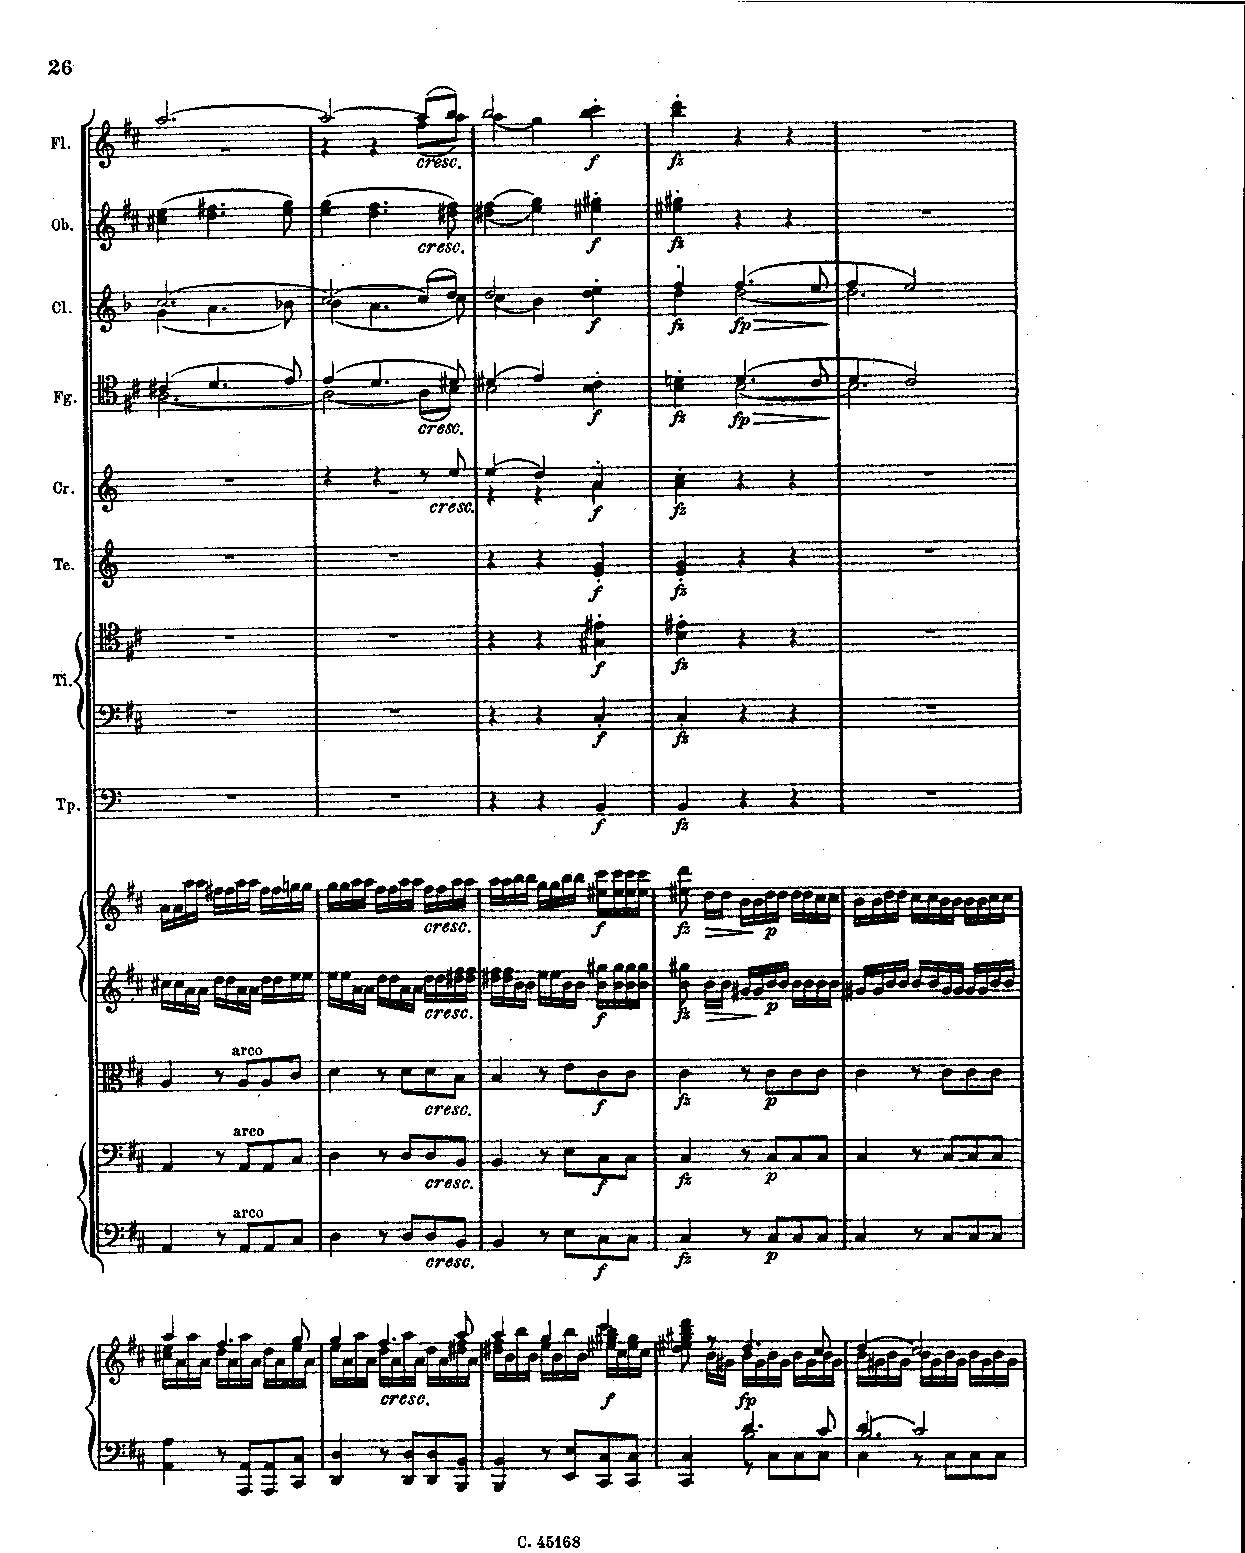 26
Fl.
cresc. f fz
Ob.
cresc. f fz
Cl.
f fz fp
Fg.
cresc. f fz fp
Cr.
cresc. f fz
Te.
f fz
Ti.
f fz
f fz
Tp.
f fz
cresc. f fz p
cresc. f fz p
arco
cresc. f fz p
arco
cresc. f fz p
arco
cresc. f fz p
cresc. f fp
C. 45168